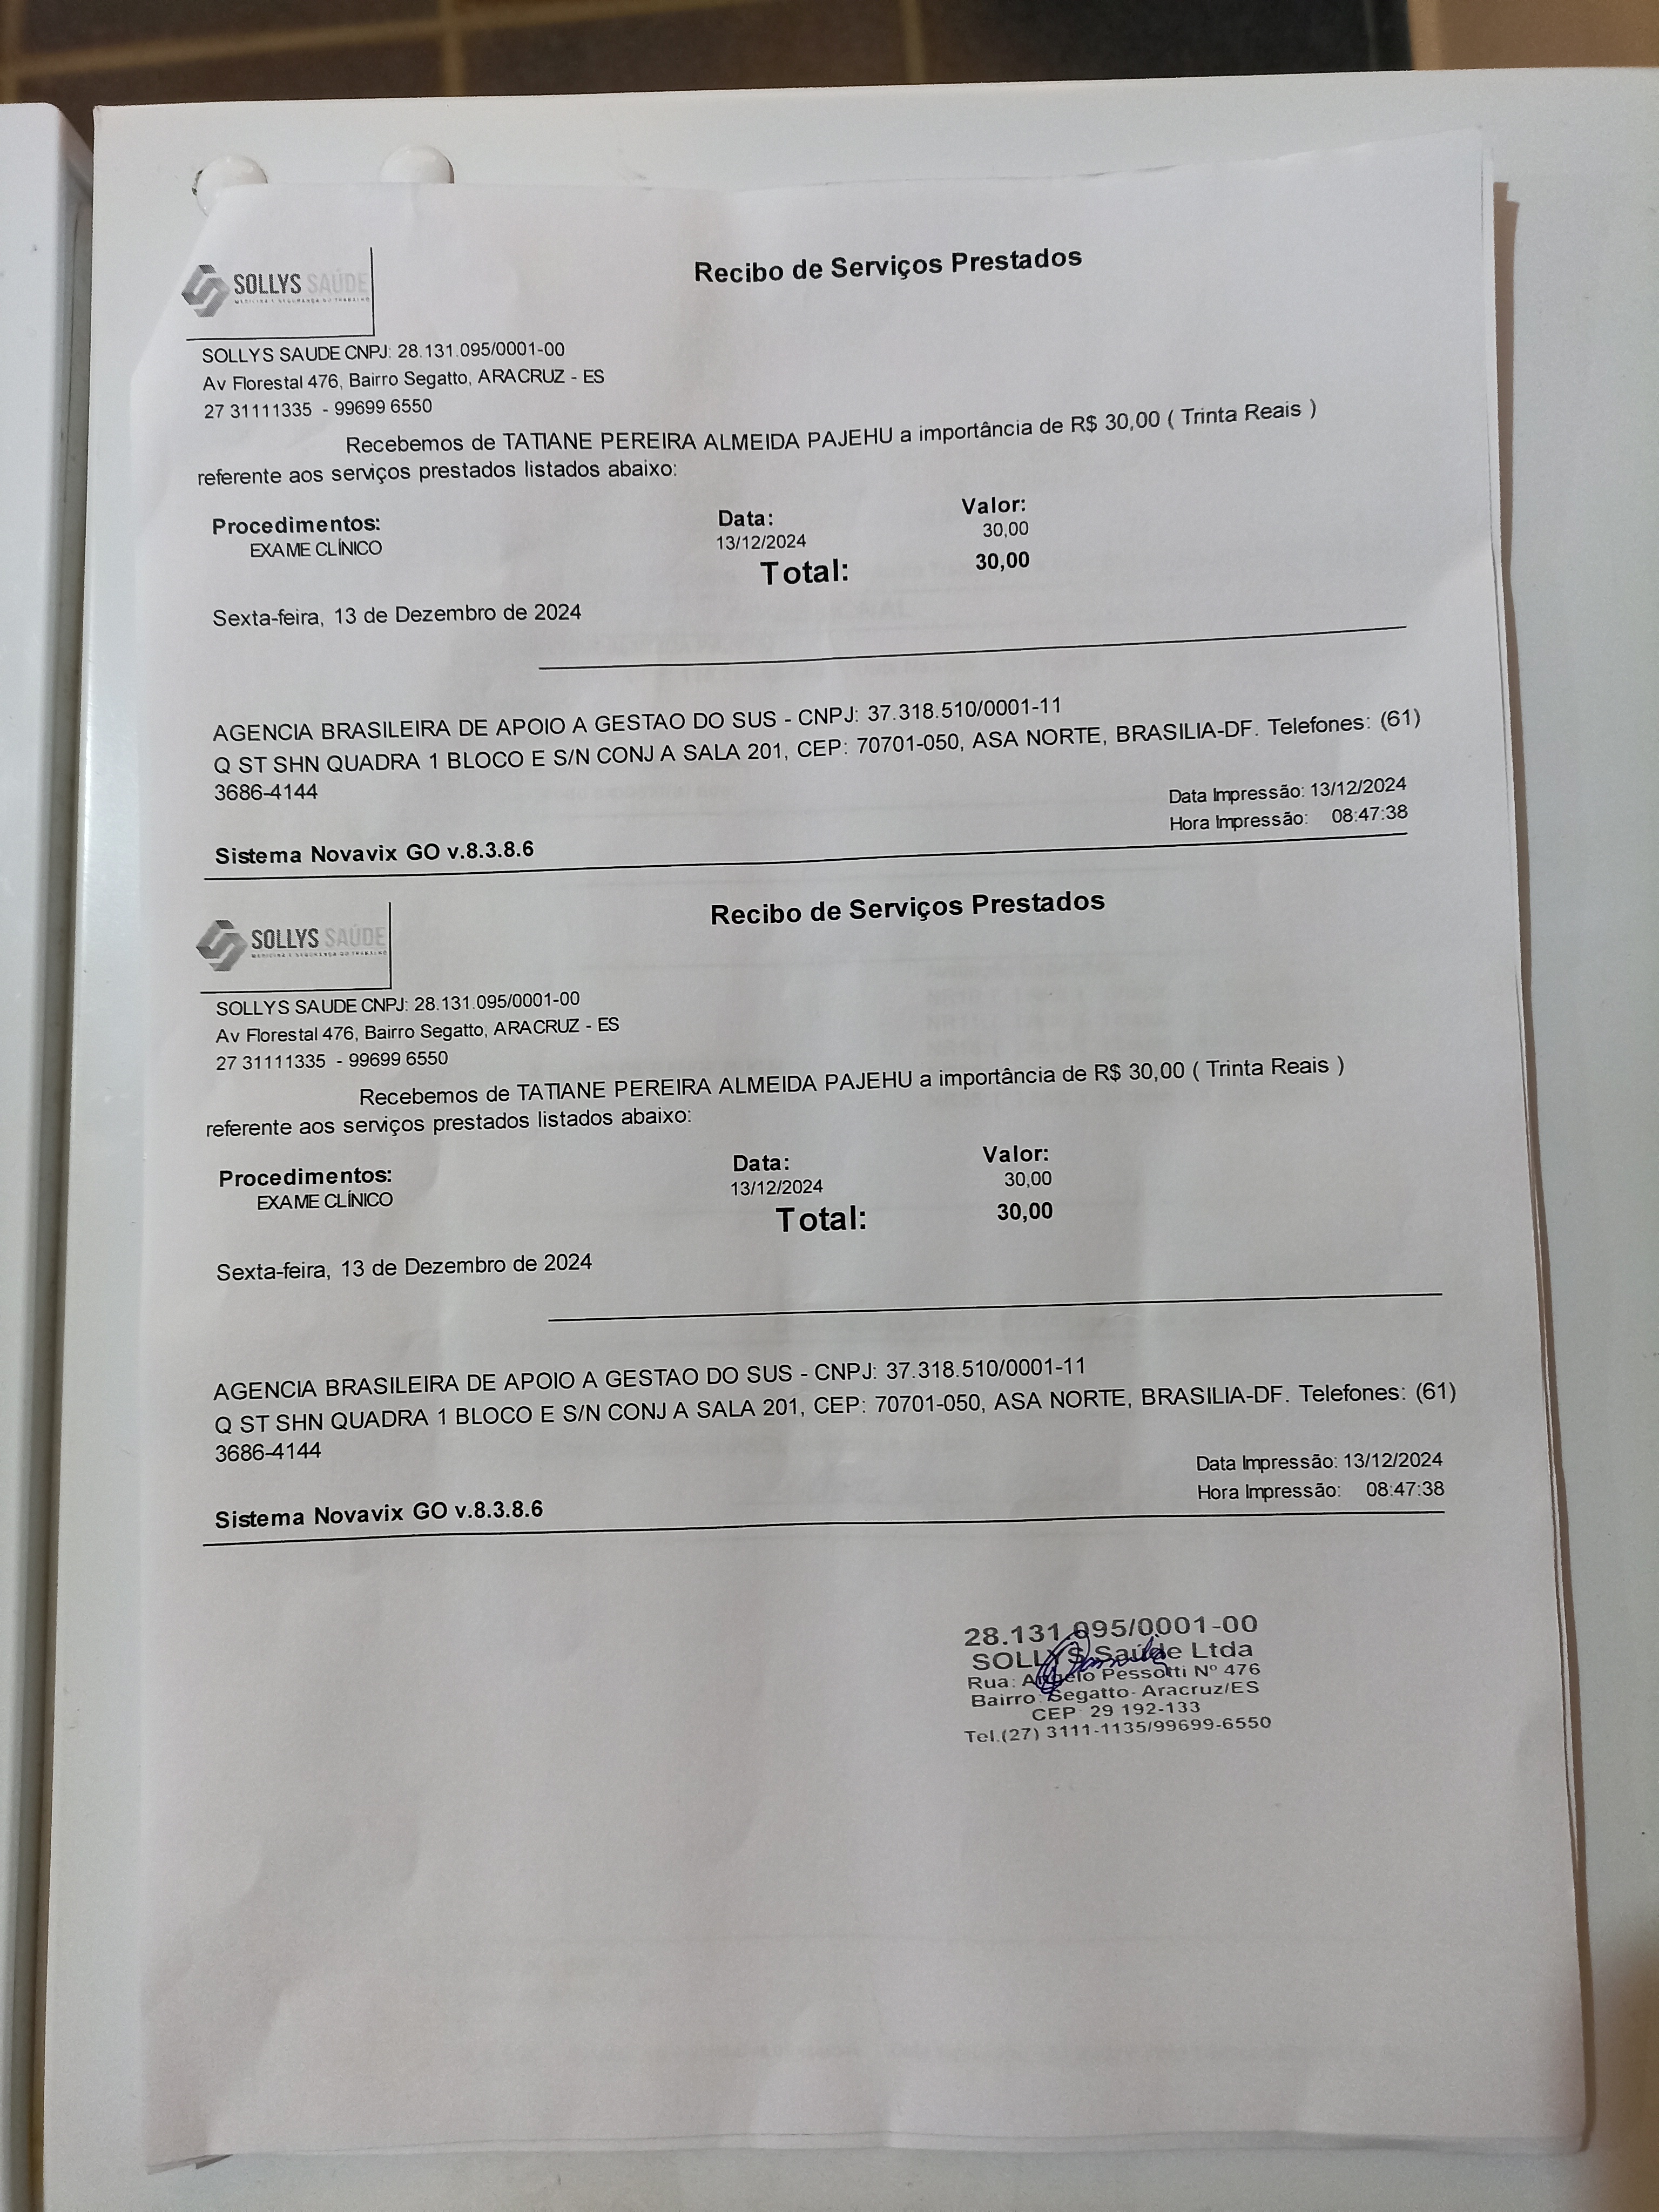 Recibo de Serviços Prestados
SOLLYS SAÚDE
MEDICINA E SEGURANÇA DO TRABALHO
SOLLYS SAUDE CNPJ: 28.131.095/0001-00
Av Florestal 476, Bairro Segatto, ARACRUZ - ES
27 31111335 - 99699 6550
Recebemos de TATIANE PEREIRA ALMEIDA PAJEHU a importância de R$ 30,00 ( Trinta Reais )
referente aos serviços prestados listados abaixo:
Procedimentos: Data: Valor:
EXAME CLÍNICO 13/12/2024 30,00
Total: 30,00
Sexta-feira, 13 de Dezembro de 2024
AGENCIA BRASILEIRA DE APOIO A GESTAO DO SUS - CNPJ: 37.318.510/0001-11
Q ST SHN QUADRA 1 BLOCO E S/N CONJ A SALA 201, CEP: 70701-050, ASA NORTE, BRASILIA-DF. Telefones: (61)
3686-4144
Data Impressão: 13/12/2024
Hora Impressão: 08:47:38
Sistema Novavix GO v.8.3.8.6
Recibo de Serviços Prestados
SOLLYS SAÚDE
MEDICINA E SEGURANÇA DO TRABALHO
SOLLYS SAUDE CNPJ: 28.131.095/0001-00
Av Florestal 476, Bairro Segatto, ARACRUZ - ES
27 31111335 - 99699 6550
Recebemos de TATIANE PEREIRA ALMEIDA PAJEHU a importância de R$ 30,00 ( Trinta Reais )
referente aos serviços prestados listados abaixo:
Procedimentos: Data: Valor:
EXAME CLÍNICO 13/12/2024 30,00
Total: 30,00
Sexta-feira, 13 de Dezembro de 2024
AGENCIA BRASILEIRA DE APOIO A GESTAO DO SUS - CNPJ: 37.318.510/0001-11
Q ST SHN QUADRA 1 BLOCO E S/N CONJ A SALA 201, CEP: 70701-050, ASA NORTE, BRASILIA-DF. Telefones: (61)
3686-4144
Data Impressão: 13/12/2024
Hora Impressão: 08:47:38
Sistema Novavix GO v.8.3.8.6
28.131.095/0001-00
SOLLYS Saúde Ltda
Rua: Angelo Pessotti Nº 476
Bairro: Segatto- Aracruz/ES
CEP 29 192-133
Tel.(27) 3111-1135/99699-6550